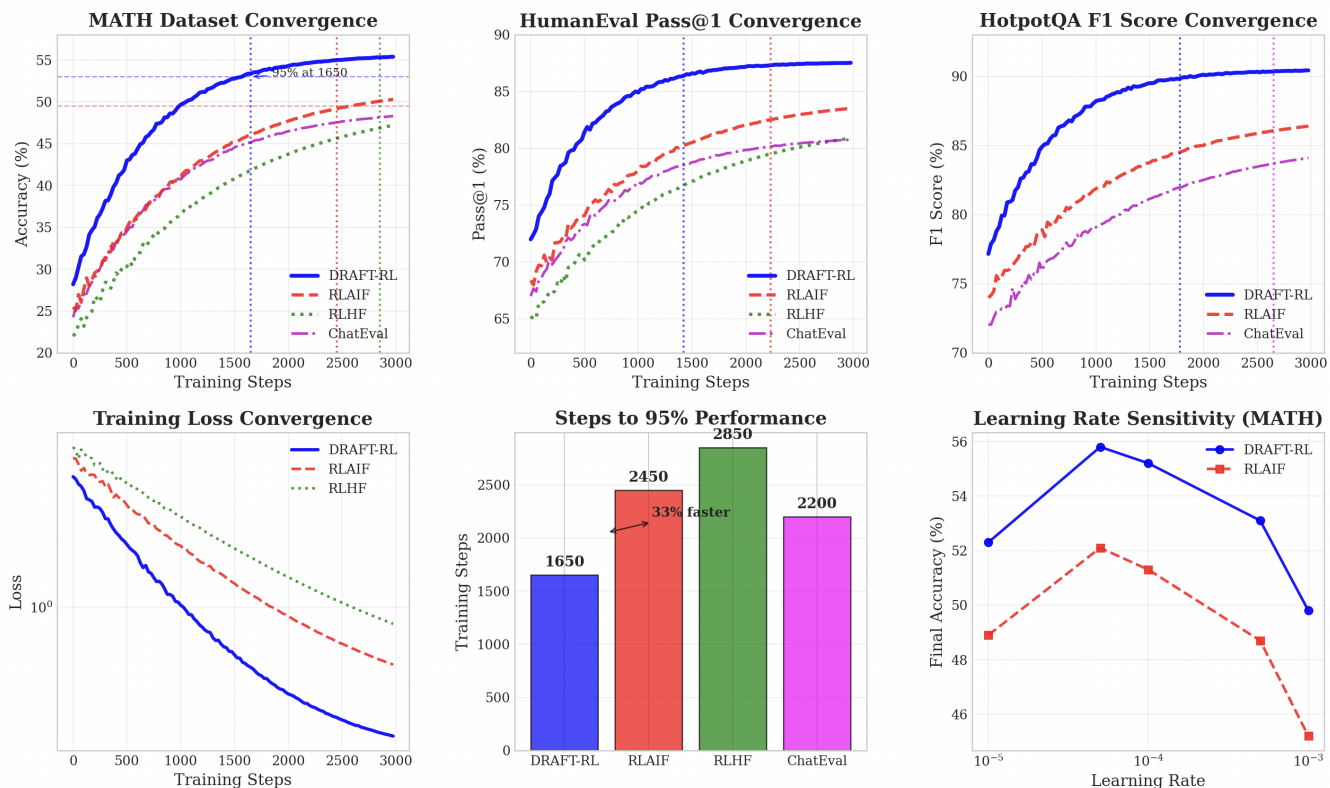 MATH Dataset Convergence
Accuracy (%)
55
50
45
40
35
30
25
20
95% at 1650
DRAFT-RL
RLAIF
RLHF
ChatEval
0 500 1000 1500 2000 2500 3000
Training Steps
HumanEval Pass@1 Convergence
Pass@1 (%)
90
85
80
75
70
65
DRAFT-RL
RLAIF
RLHF
ChatEval
0 500 1000 1500 2000 2500 3000
Training Steps
HotpotQA F1 Score Convergence
F1 Score (%)
90
85
80
75
70
DRAFT-RL
RLAIF
ChatEval
0 500 1000 1500 2000 2500 3000
Training Steps
Training Loss Convergence
Loss
10⁰
DRAFT-RL
RLAIF
RLHF
0 500 1000 1500 2000 2500 3000
Training Steps
Steps to 95% Performance
Training Steps
2500
2000
1500
1000
500
0
2850
2450
33% faster
2200
1650
DRAFT-RL RLAIF RLHF ChatEval
Learning Rate Sensitivity (MATH)
Final Accuracy (%)
56
54
52
50
48
46
DRAFT-RL
RLAIF
10⁻⁵ 10⁻⁴ 10⁻³
Learning Rate